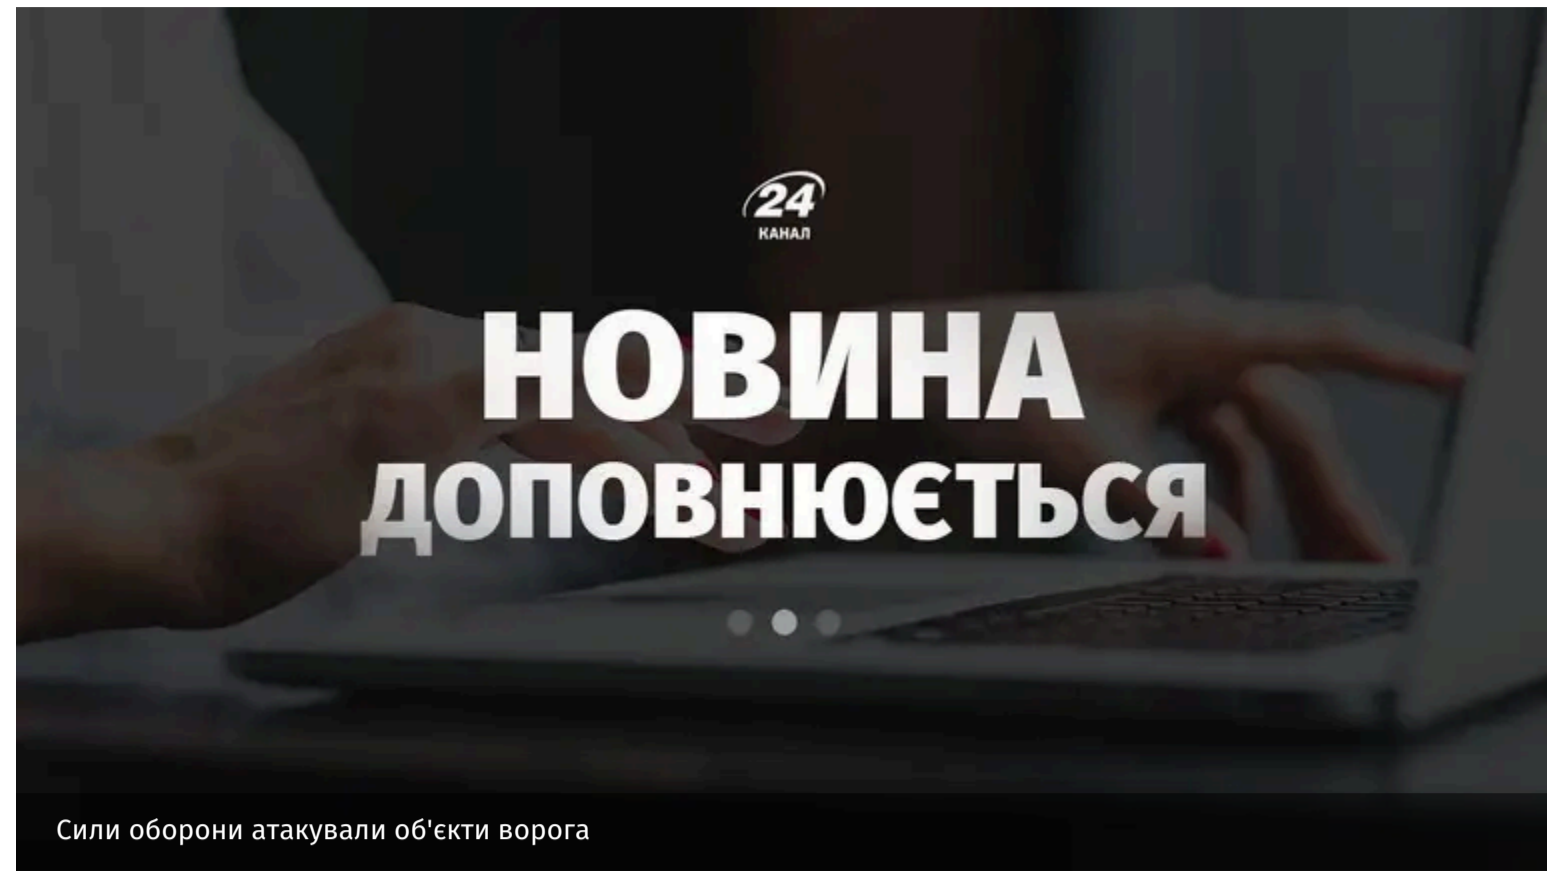 24
КАНАЛ
НОВИНА
ДОПОВНЮЄТЬСЯ
Сили оборони атакували об'єкти ворога